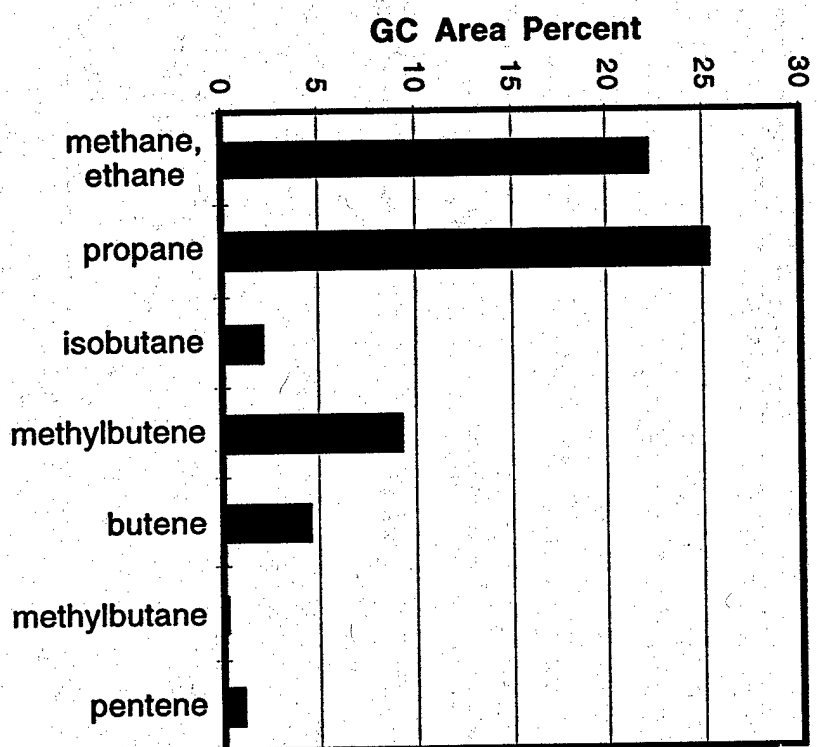 GC Area Percent
0 5 10 15 20 25 30
methane,
ethane
propane
isobutane
methylbutene
butene
methylbutane
pentene